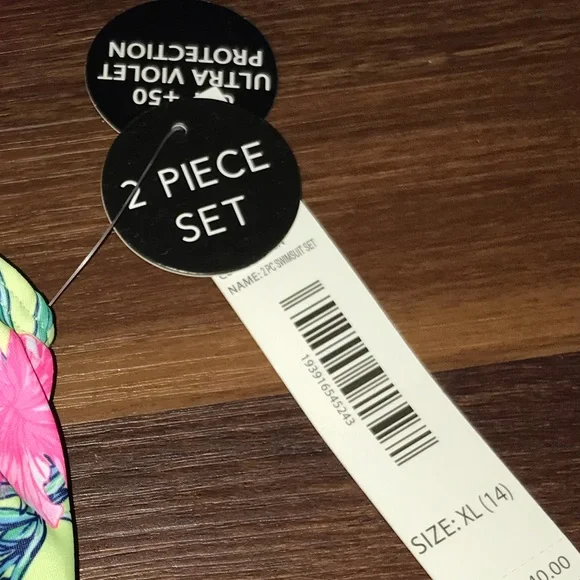 +50
ULTRA VIOLET
PROTECTION
2 PIECE
SET
NAME: 2 PC SWIMSUIT SET
193916545243
SIZE: XL (14)